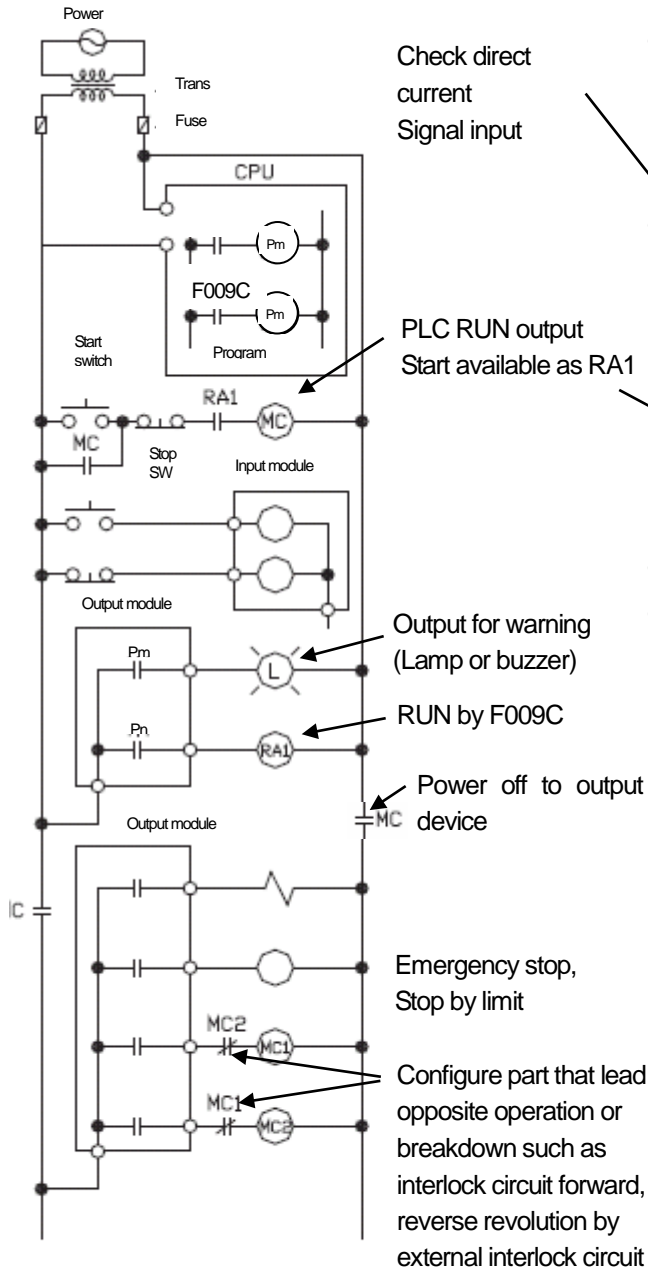 Power
Trans
Fuse
CPU
Pm
F009C
Pm
Program
Start
switch
RA1
MC
MC
Stop
SW
Input module
Output module
Pm
L
Pn
RA1
MC
Output module
C
MC2
MC1
MC1
MC2
Check direct
current
Signal input
PLC RUN output
Start available as RA1
Output for warning
(Lamp or buzzer)
RUN by F009C
Power off to output
device
Emergency stop,
Stop by limit
Configure part that lead
opposite operation or
breakdown such as
interlock circuit forward,
reverse revolution by
external interlock circuit